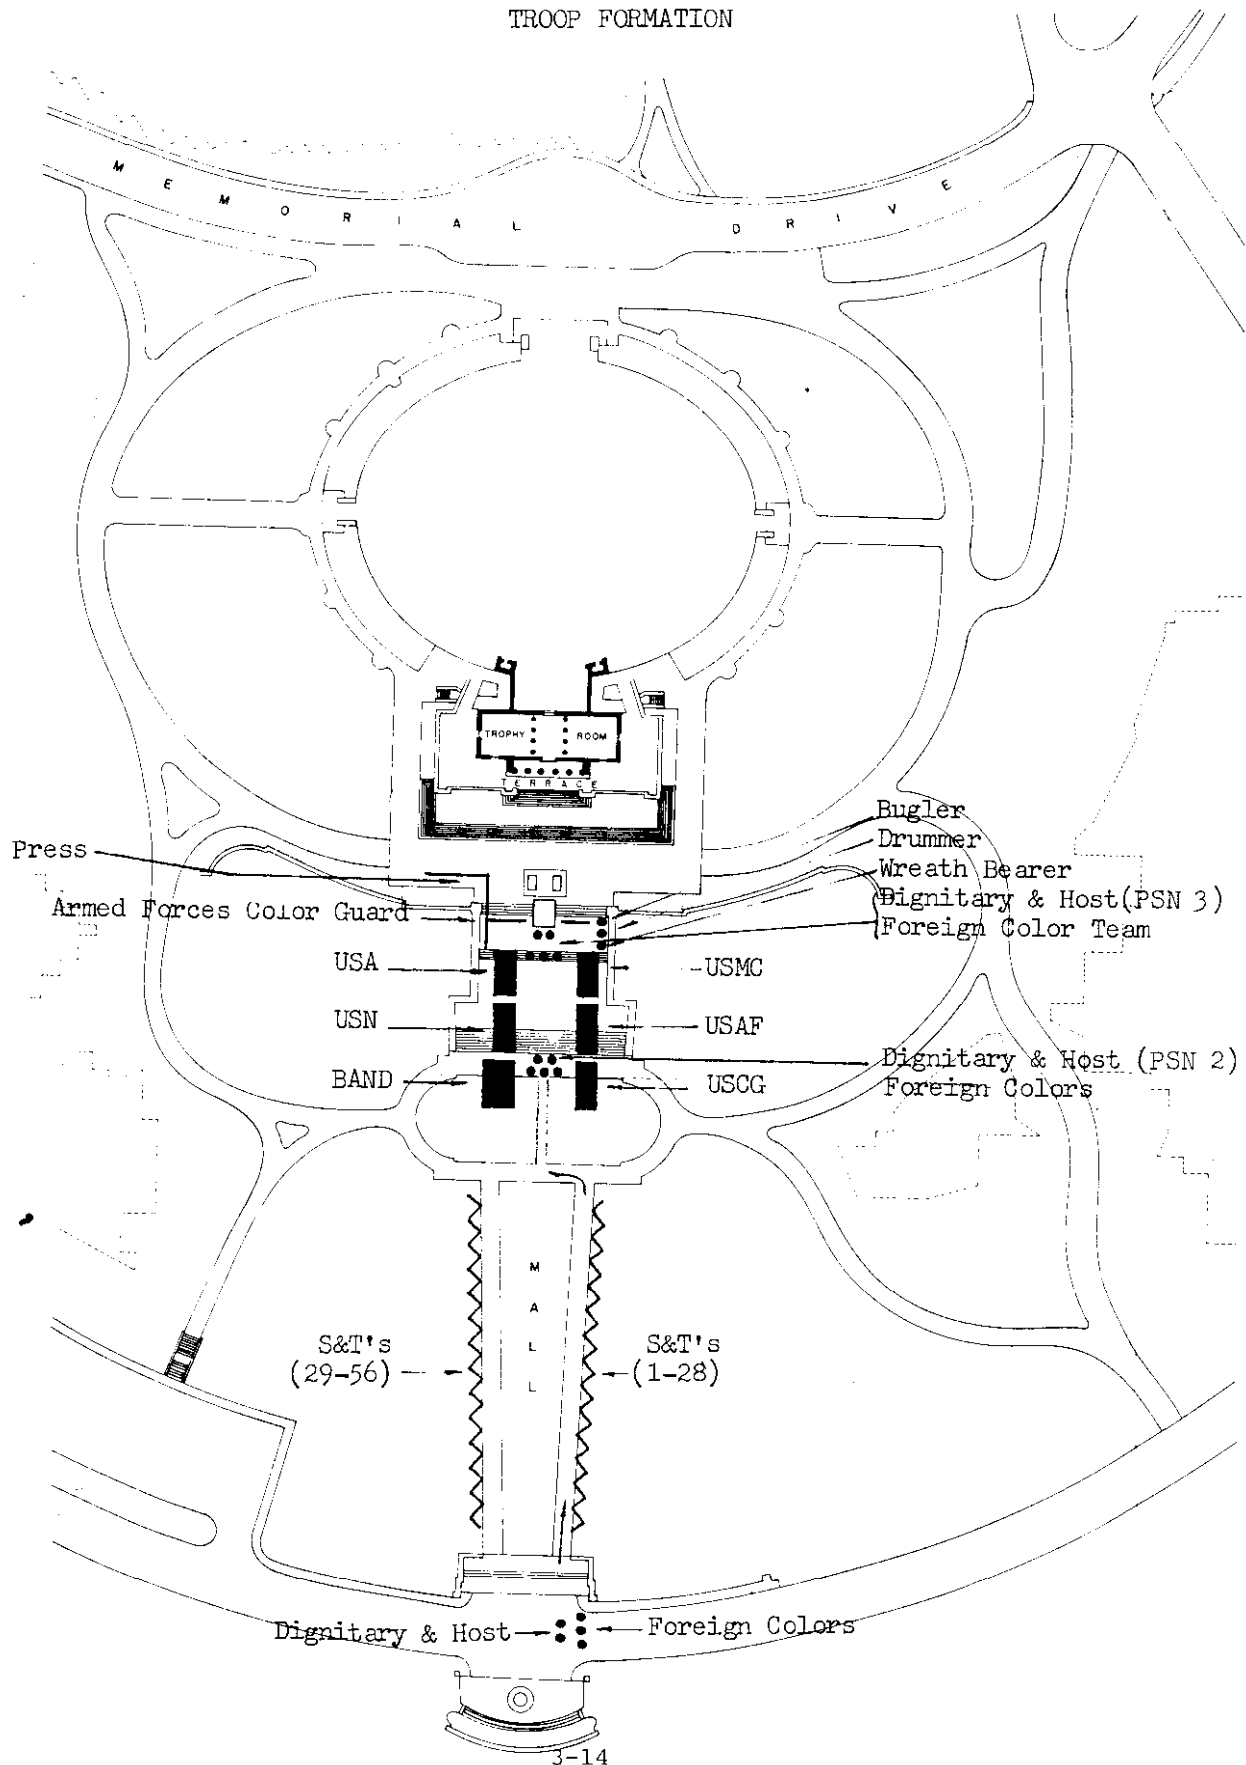 TROOP FORMATION
MEMORIAL DRIVE
TROPHY ROOM
TERRACE
Bugler
Drummer
Press
Wreath Bearer
Dignitary & Host(PSN 3)
Armed Forces Color Guard
Foreign Color Team
USA
USMC
USN
USAF
Dignitary & Host (PSN 2)
BAND
USCG
Foreign Colors
MALL
S&T's
(29-56)
S&T's
(1-28)
Dignitary & Host
Foreign Colors
3-14